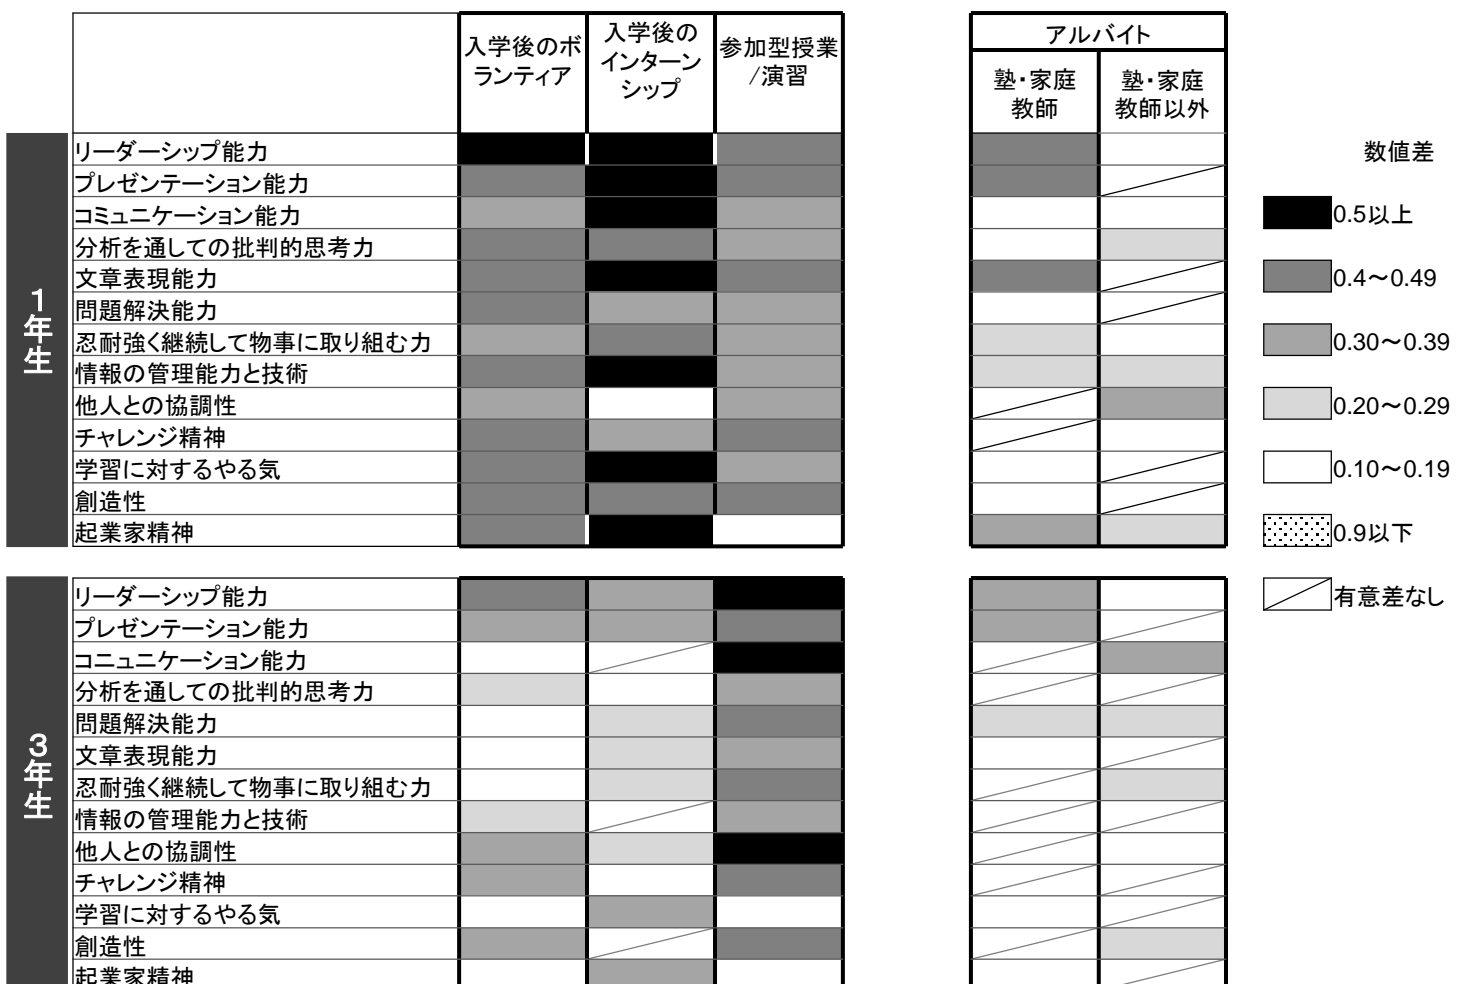 入学後のボ
ランティア
入学後の
インターン
シップ
参加型授業
/演習
アルバイト
塾・家庭
教師
塾・家庭
教師以外
1年生
リーダーシップ能力
プレゼンテーション能力
コミュニケーション能力
分析を通しての批判的思考力
文章表現能力
問題解決能力
忍耐強く継続して物事に取り組む力
情報の管理能力と技術
他人との協調性
チャレンジ精神
学習に対するやる気
創造性
起業家精神
数値差
0.5以上
0.4～0.49
0.30～0.39
0.20～0.29
0.10～0.19
0.9以下
有意差なし
3年生
リーダーシップ能力
プレゼンテーション能力
コニュニケーション能力
分析を通しての批判的思考力
問題解決能力
文章表現能力
忍耐強く継続して物事に取り組む力
情報の管理能力と技術
他人との協調性
チャレンジ精神
学習に対するやる気
創造性
起業家精神